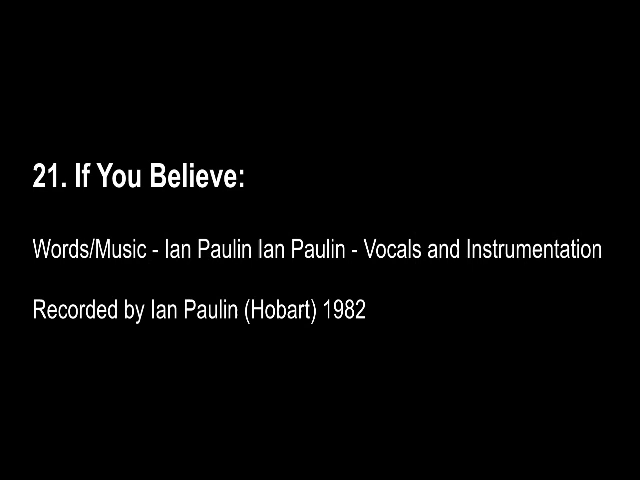 21. If You Believe:
Words/Music - Ian Paulin Ian Paulin - Vocals and Instrumentation
Recorded by Ian Paulin (Hobart) 1982